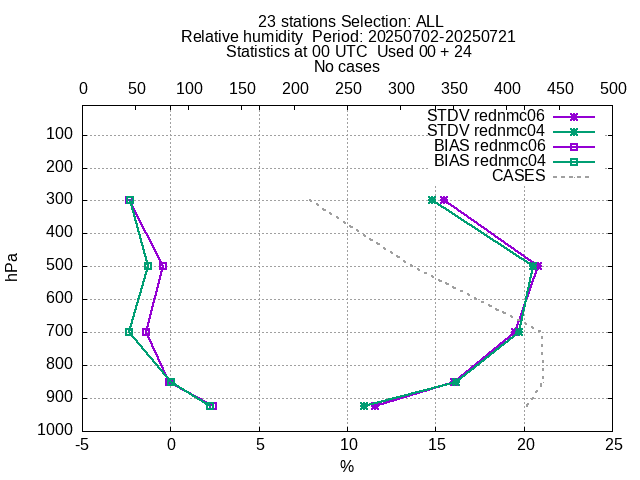 23 stations Selection: ALL
Relative humidity  Period: 20250702-20250721
Statistics at 00 UTC  Used 00 + 24
No cases
0 50 100 150 200 250 300 350 400 450 500
STDV rednmc06
STDV rednmc04
BIAS rednmc06
BIAS rednmc04
CASES
100
200
300
400
500
600
700
800
900
1000
hPa
-5 0 5 10 15 20 25
%